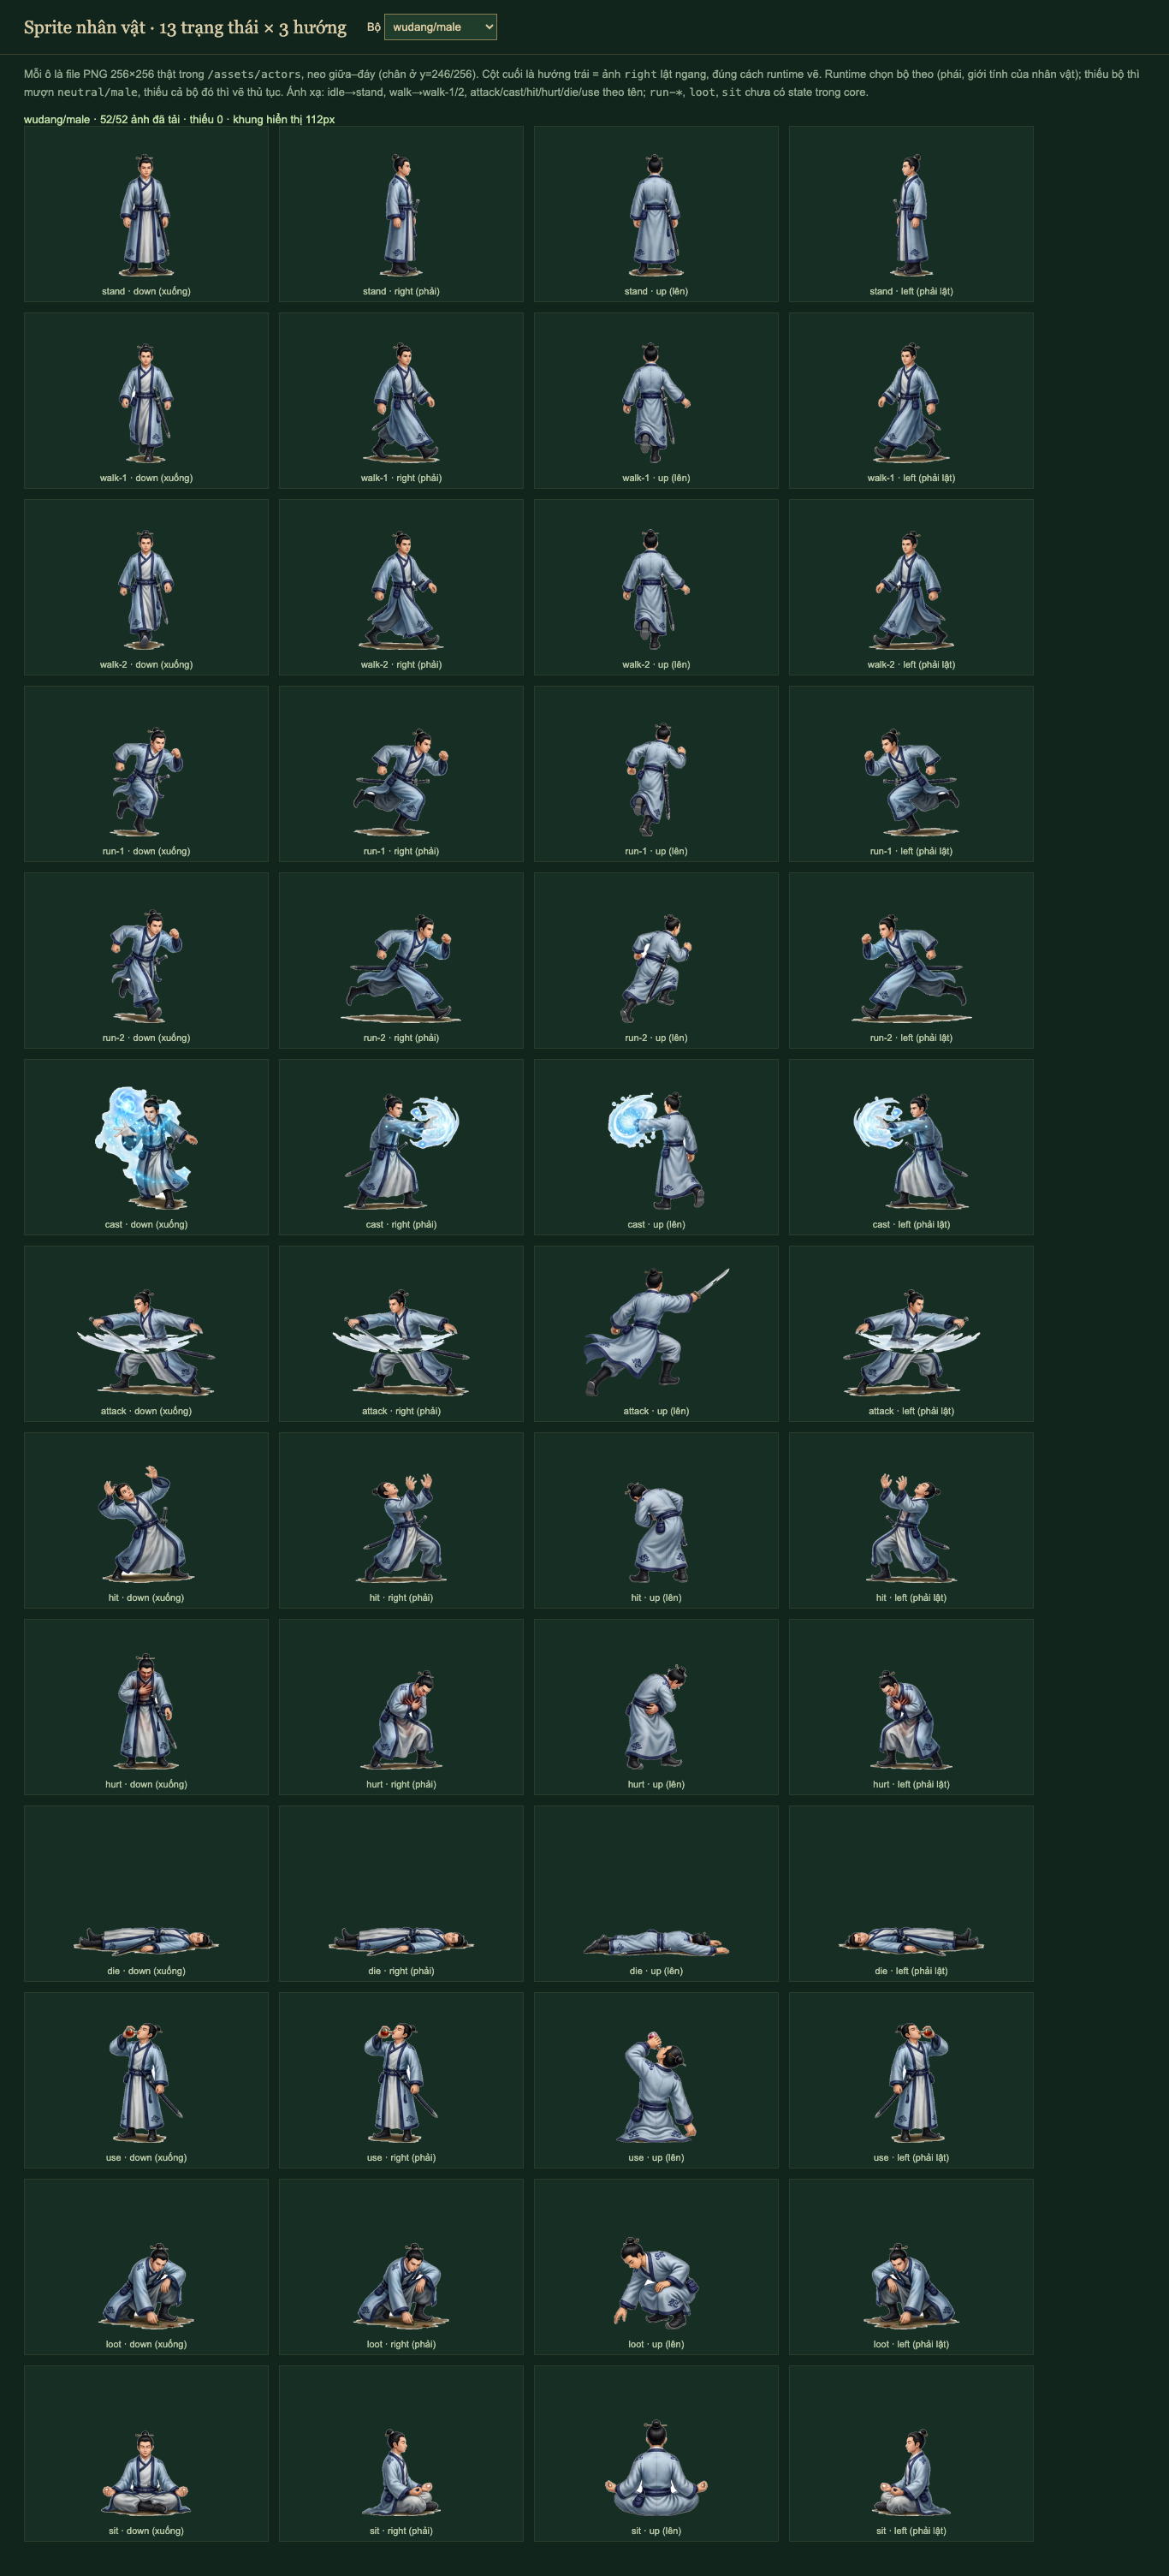 Sprite nhân vật · 13 trạng thái × 3 hướng Bộ wudang/male
Mỗi ô là file PNG 256×256 thật trong /assets/actors, neo giữa–đáy (chân ở y=246/256). Cột cuối là hướng trái = ảnh right lật ngang, đúng cách runtime vẽ. Runtime chọn bộ theo (phái, giới tính của nhân vật); thiếu bộ thì
mượn neutral/male, thiếu cả bộ đó thì vẽ thủ tục. Ánh xạ: idle→stand, walk→walk-1/2, attack/cast/hit/hurt/die/use theo tên; run-*, loot, sit chưa có state trong core.
wudang/male · 52/52 ảnh đã tải · thiếu 0 · khung hiển thị 112px
stand · down (xuống) stand · right (phải) stand · up (lên) stand · left (phải lật)
walk-1 · down (xuống) walk-1 · right (phải) walk-1 · up (lên) walk-1 · left (phải lật)
walk-2 · down (xuống) walk-2 · right (phải) walk-2 · up (lên) walk-2 · left (phải lật)
run-1 · down (xuống) run-1 · right (phải) run-1 · up (lên) run-1 · left (phải lật)
run-2 · down (xuống) run-2 · right (phải) run-2 · up (lên) run-2 · left (phải lật)
cast · down (xuống) cast · right (phải) cast · up (lên) cast · left (phải lật)
attack · down (xuống) attack · right (phải) attack · up (lên) attack · left (phải lật)
hit · down (xuống) hit · right (phải) hit · up (lên) hit · left (phải lật)
hurt · down (xuống) hurt · right (phải) hurt · up (lên) hurt · left (phải lật)
die · down (xuống) die · right (phải) die · up (lên) die · left (phải lật)
use · down (xuống) use · right (phải) use · up (lên) use · left (phải lật)
loot · down (xuống) loot · right (phải) loot · up (lên) loot · left (phải lật)
sit · down (xuống) sit · right (phải) sit · up (lên) sit · left (phải lật)